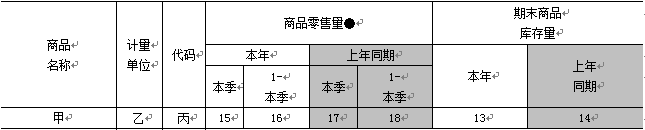 商品零售量●
期末商品
库存量
商品
名称
计量
单位
代码
本年
上年同期
本季
1-
本季
本季
1-
本季
本年
上年
同期
甲
乙
丙
15
16
17
18
13
14